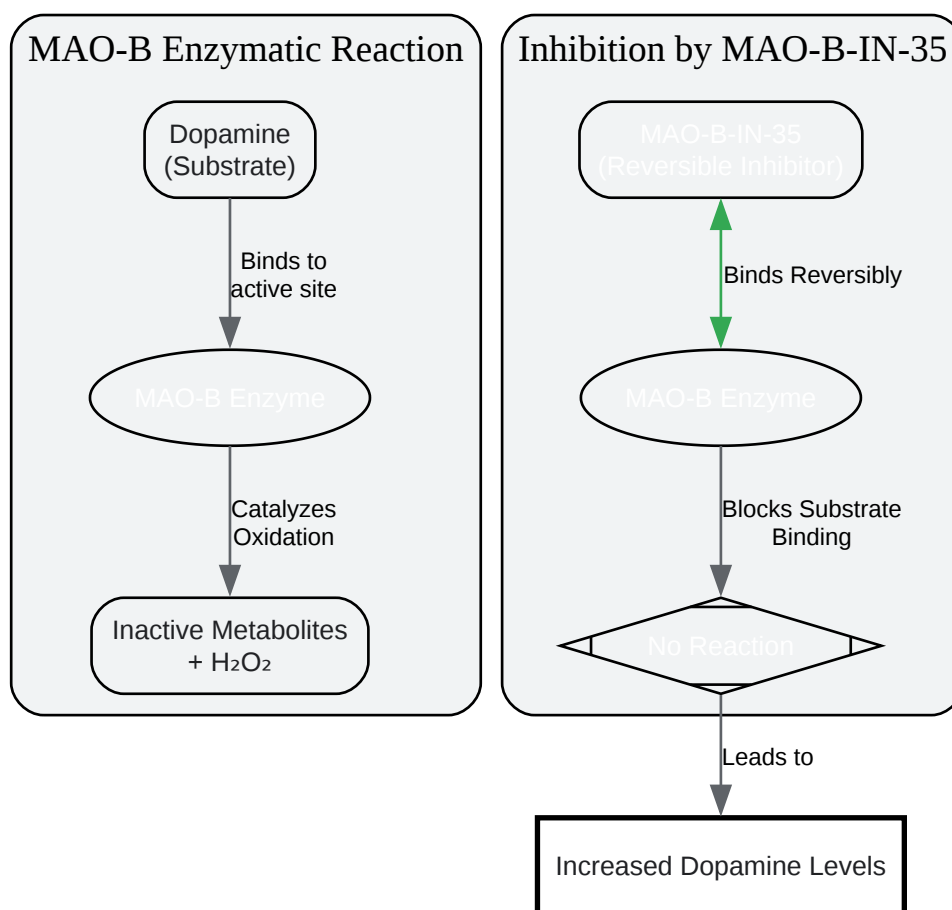 MAO-B Enzymatic Reaction
Dopamine
(Substrate)
Binds to
active site
MAO-B Enzyme
Catalyzes
Oxidation
Inactive Metabolites
+ H₂O₂
Inhibition by MAO-B-IN-35
MAO-B-IN-35
(Reversible Inhibitor)
Binds Reversibly
MAO-B Enzyme
Blocks Substrate
Binding
No Reaction
Leads to
Increased Dopamine Levels